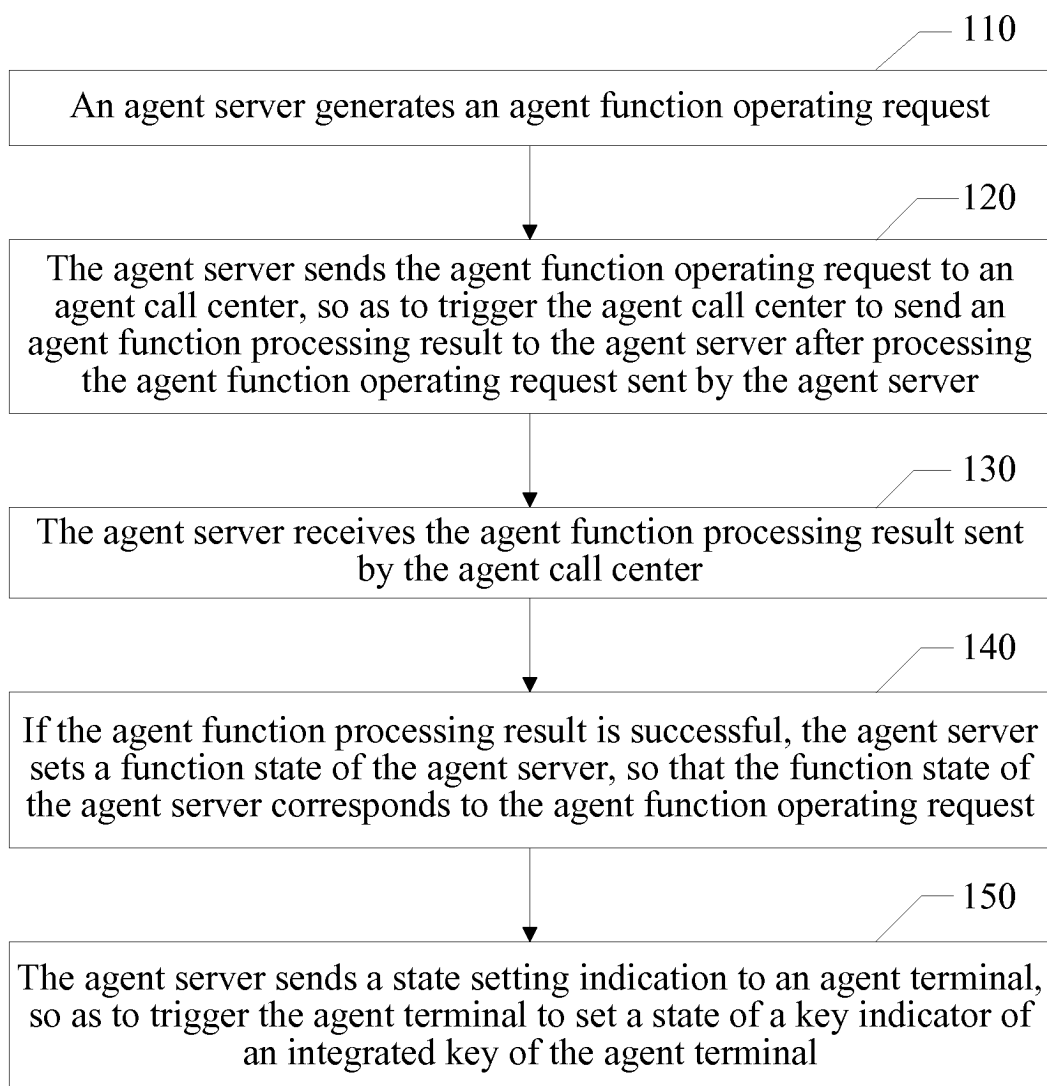 110
An agent server generates an agent function operating request
120
The agent server sends the agent function operating request to an
agent call center, so as to trigger the agent call center to send an
agent function processing result to the agent server after processing
the agent function operating request sent by the agent server
130
The agent server receives the agent function processing result sent
by the agent call center
140
If the agent function processing result is successful, the agent server
sets a function state of the agent server, so that the function state of
the agent server corresponds to the agent function operating request
150
The agent server sends a state setting indication to an agent terminal,
so as to trigger the agent terminal to set a state of a key indicator of
an integrated key of the agent terminal